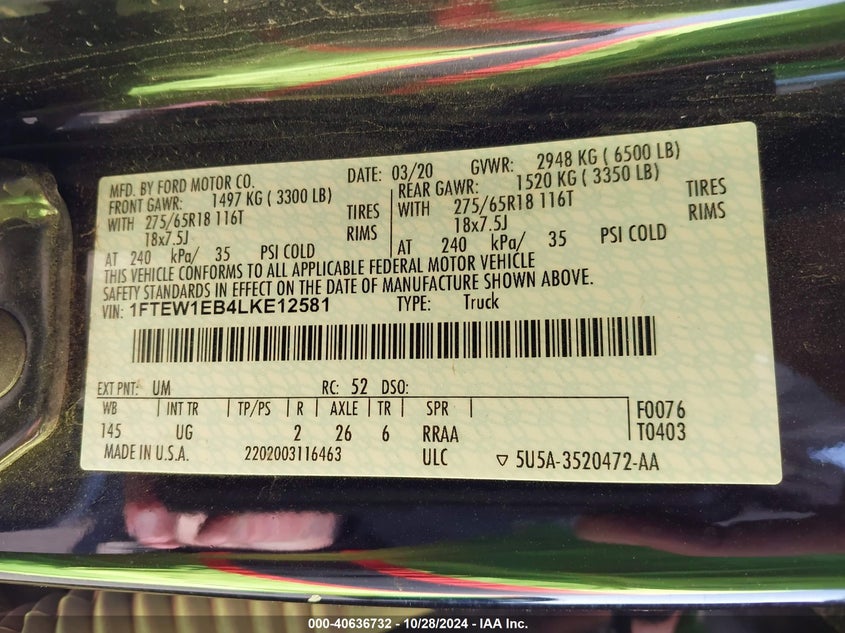 MFD. BY FORD MOTOR CO. DATE: 03/20 GVWR: 2948 KG ( 6500 LB)
FRONT GAWR: 1497 KG ( 3300 LB) REAR GAWR: 1520 KG ( 3350 LB)
WITH 275/65R18 116T TIRES WITH 275/65R18 116T TIRES
18x7.5J RIMS 18x7.5J RIMS
AT 240 kPa/ 35 PSI COLD AT 240 kPa/ 35 PSI COLD
THIS VEHICLE CONFORMS TO ALL APPLICABLE FEDERAL MOTOR VEHICLE
SAFETY STANDARDS IN EFFECT ON THE DATE OF MANUFACTURE SHOWN ABOVE.
VIN: 1FTEW1EB4LKE12581 TYPE: Truck
EXT PNT: UM RC: 52 DSO:
WB INT TR TP/PS R AXLE TR SPR F0076
145 UG 2 26 6 RRAA T0403
MADE IN U.S.A. 2202003116463 ULC ▽ 5U5A-3520472-AA
000-40636732 - 10/28/2024 - IAA Inc.